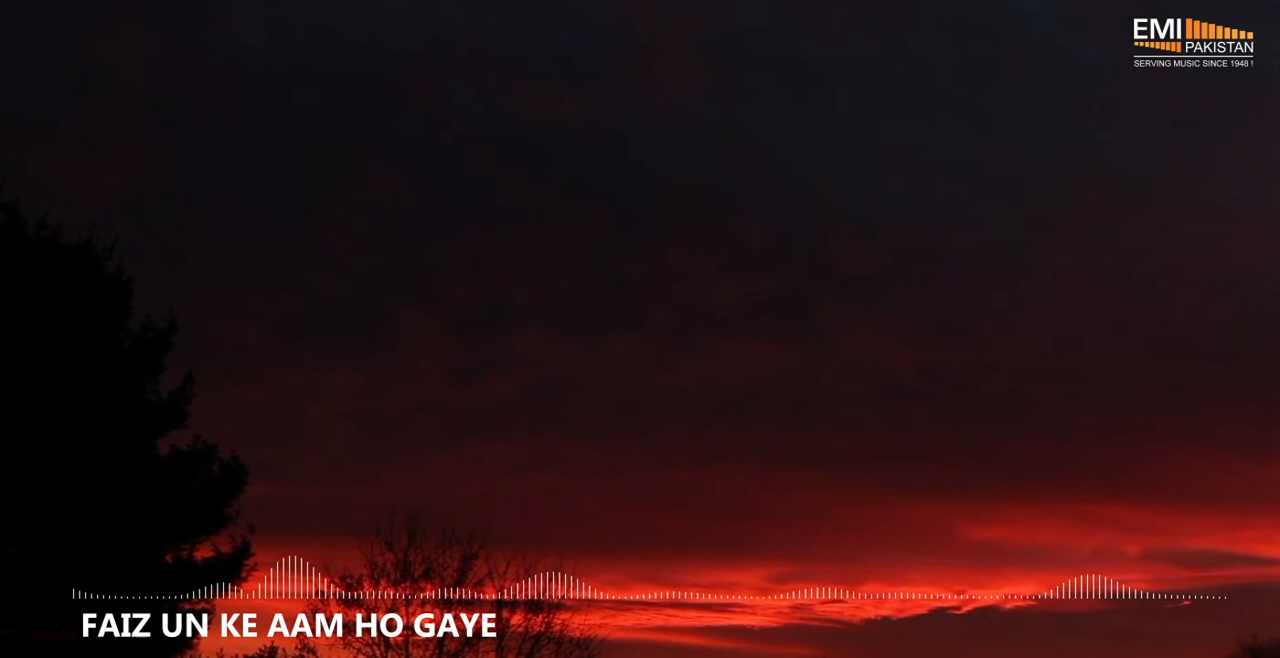 EMI
PAKISTAN
SERVING MUSIC SINCE 1948 !
FAIZ UN KE AAM HO GAYE